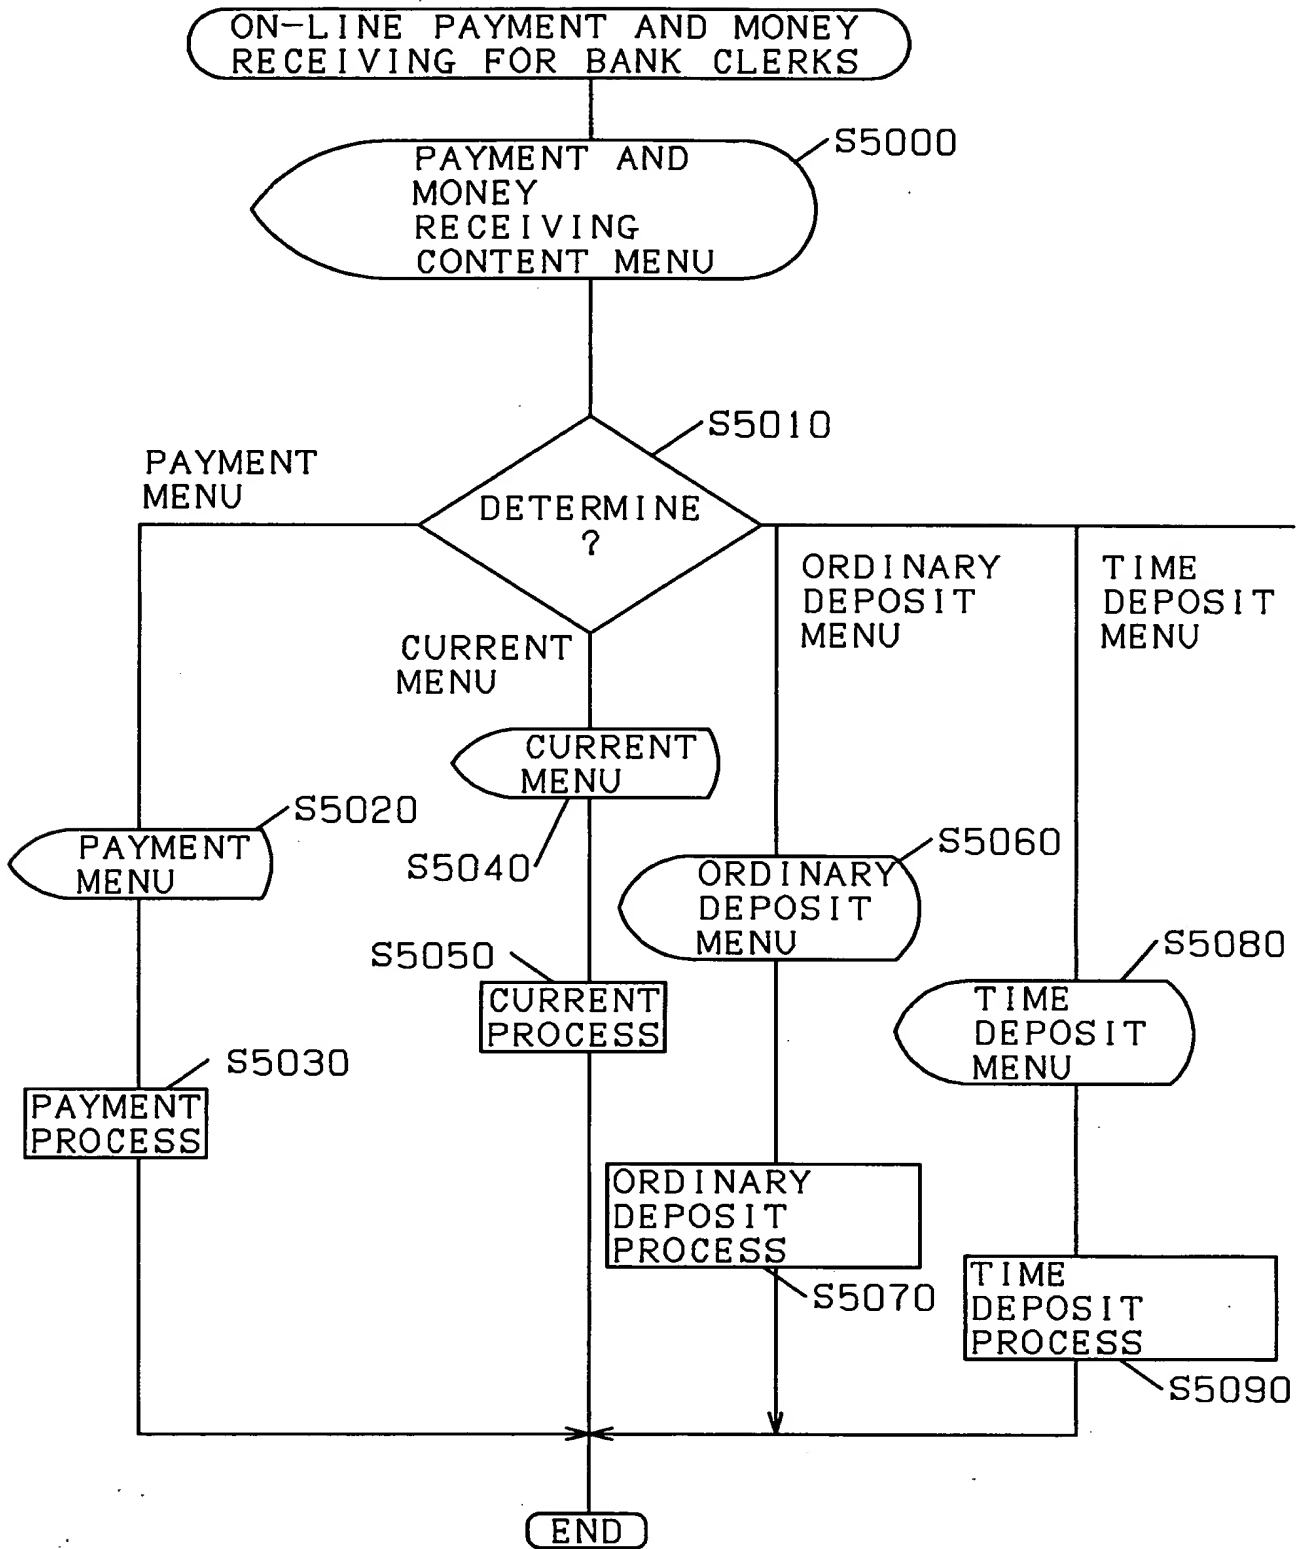 ON-LINE PAYMENT AND MONEY
RECEIVING FOR BANK CLERKS
S5000
PAYMENT AND
MONEY
RECEIVING
CONTENT MENU
S5010
PAYMENT
MENU
DETERMINE
?
ORDINARY
DEPOSIT
MENU
TIME
DEPOSIT
MENU
CURRENT
MENU
CURRENT
MENU
S5040
S5020
PAYMENT
MENU
S5060
ORDINARY
DEPOSIT
MENU
S5050
CURRENT
PROCESS
S5080
TIME
DEPOSIT
MENU
S5030
PAYMENT
PROCESS
ORDINARY
DEPOSIT
PROCESS
S5070
TIME
DEPOSIT
PROCESS
S5090
END